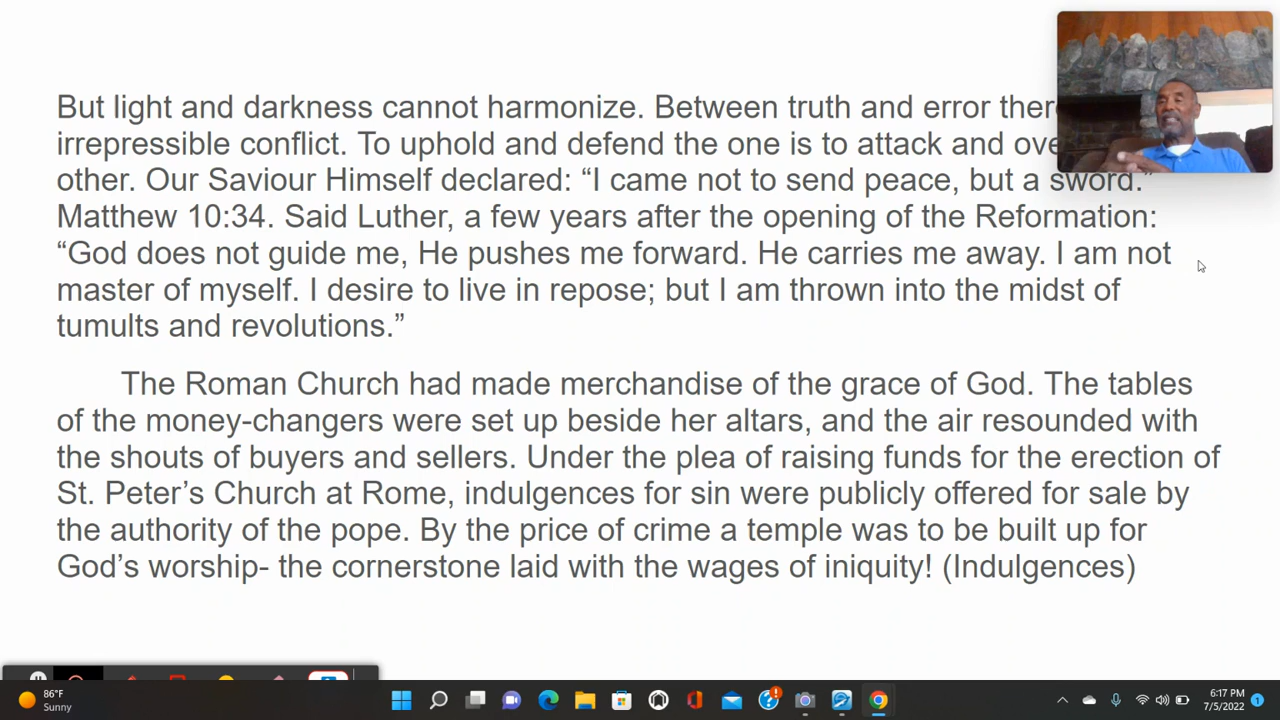 But light and darkness cannot harmonize. Between truth and error there
irrepressible conflict. To uphold and defend the one is to attack and
other. Our Saviour Himself declared: “I came not to send peace, but a sword.”
Matthew 10:34. Said Luther, a few years after the opening of the Reformation:
“God does not guide me, He pushes me forward. He carries me away. I am not
master of myself. I desire to live in repose; but I am thrown into the midst of
tumults and revolutions.”
The Roman Church had made merchandise of the grace of God. The tables
of the money-changers were set up beside her altars, and the air resounded with
the shouts of buyers and sellers. Under the plea of raising funds for the erection of
St. Peter’s Church at Rome, indulgences for sin were publicly offered for sale by
the authority of the pope. By the price of crime a temple was to be built up for
God’s worship- the cornerstone laid with the wages of iniquity! (Indulgences)
86°F
Sunny
6:17 PM
7/5/2022